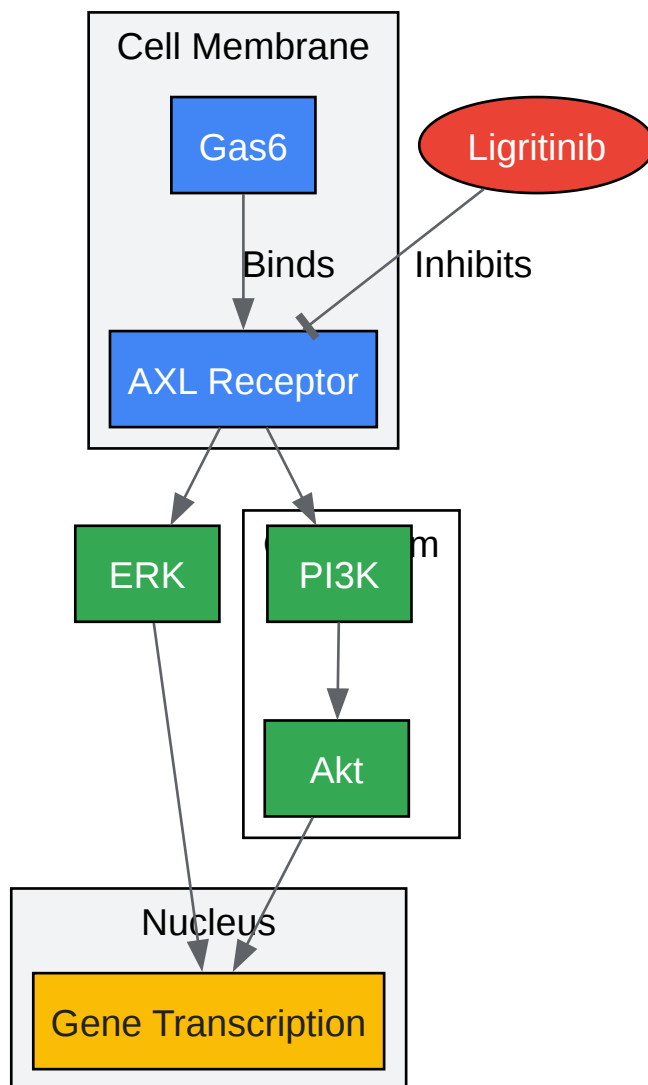 Cell Membrane
Gas6
Ligritinib
Binds
Inhibits
AXL Receptor
ERK
PI3K
Akt
Nucleus
Gene Transcription